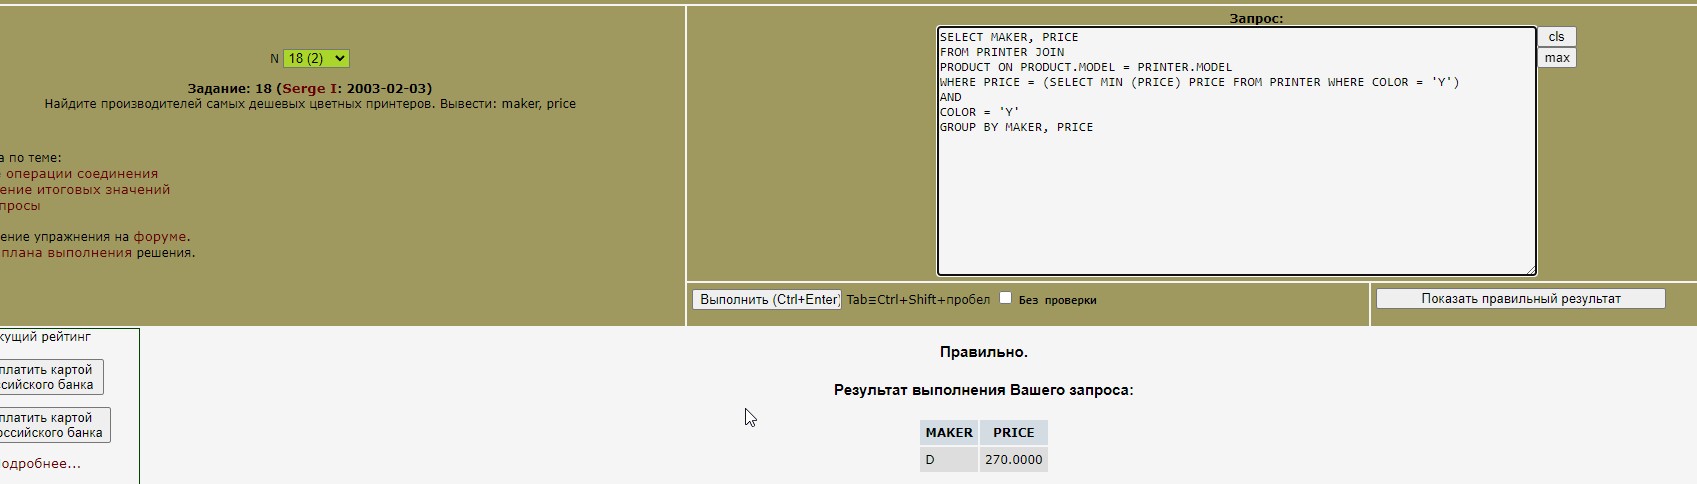 N 18 (2)
Задание: 18 (Serge I: 2003-02-03)
Найдите производителей самых дешевых цветных принтеров. Вывести: maker, price
а по теме:
операции соединения
ение итоговых значений
просы
ение упражнения на форуме.
плана выполнения решения.
Запрос:
SELECT MAKER, PRICE
FROM PRINTER JOIN
PRODUCT ON PRODUCT.MODEL = PRINTER.MODEL
WHERE PRICE = (SELECT MIN (PRICE) PRICE FROM PRINTER WHERE COLOR = 'Y')
AND
COLOR = 'Y'
GROUP BY MAKER, PRICE
cls
max
Выполнить (Ctrl+Enter) Tab≡Ctrl+Shift+пробел Без проверки
Показать правильный результат
кущий рейтинг
платить картой
ссийского банка
платить картой
российского банка
Подробнее...
Правильно.
Результат выполнения Вашего запроса:
MAKER PRICE
D 270.0000